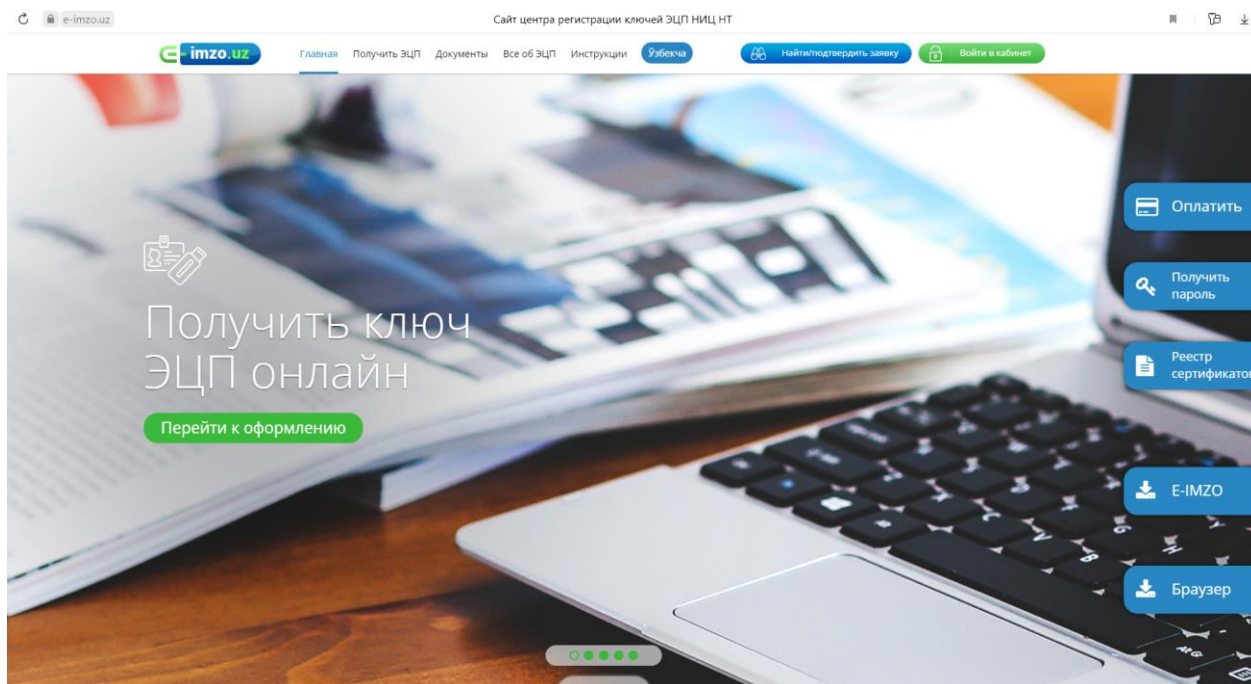 e-imzo.uz
Сайт центра регистрации ключей ЭЦП НИЦ НТ
e-imzo.uz
Главная
Получить ЭЦП
Документы
Все об ЭЦП
Инструкции
Ўзбекча
Найти/подтвердить заявку
Войти в кабинет
Оплатить
Получить
пароль
Реестр
сертификатов
Получить ключ
ЭЦП онлайн
Перейти к оформлению
E-IMZO
Браузер